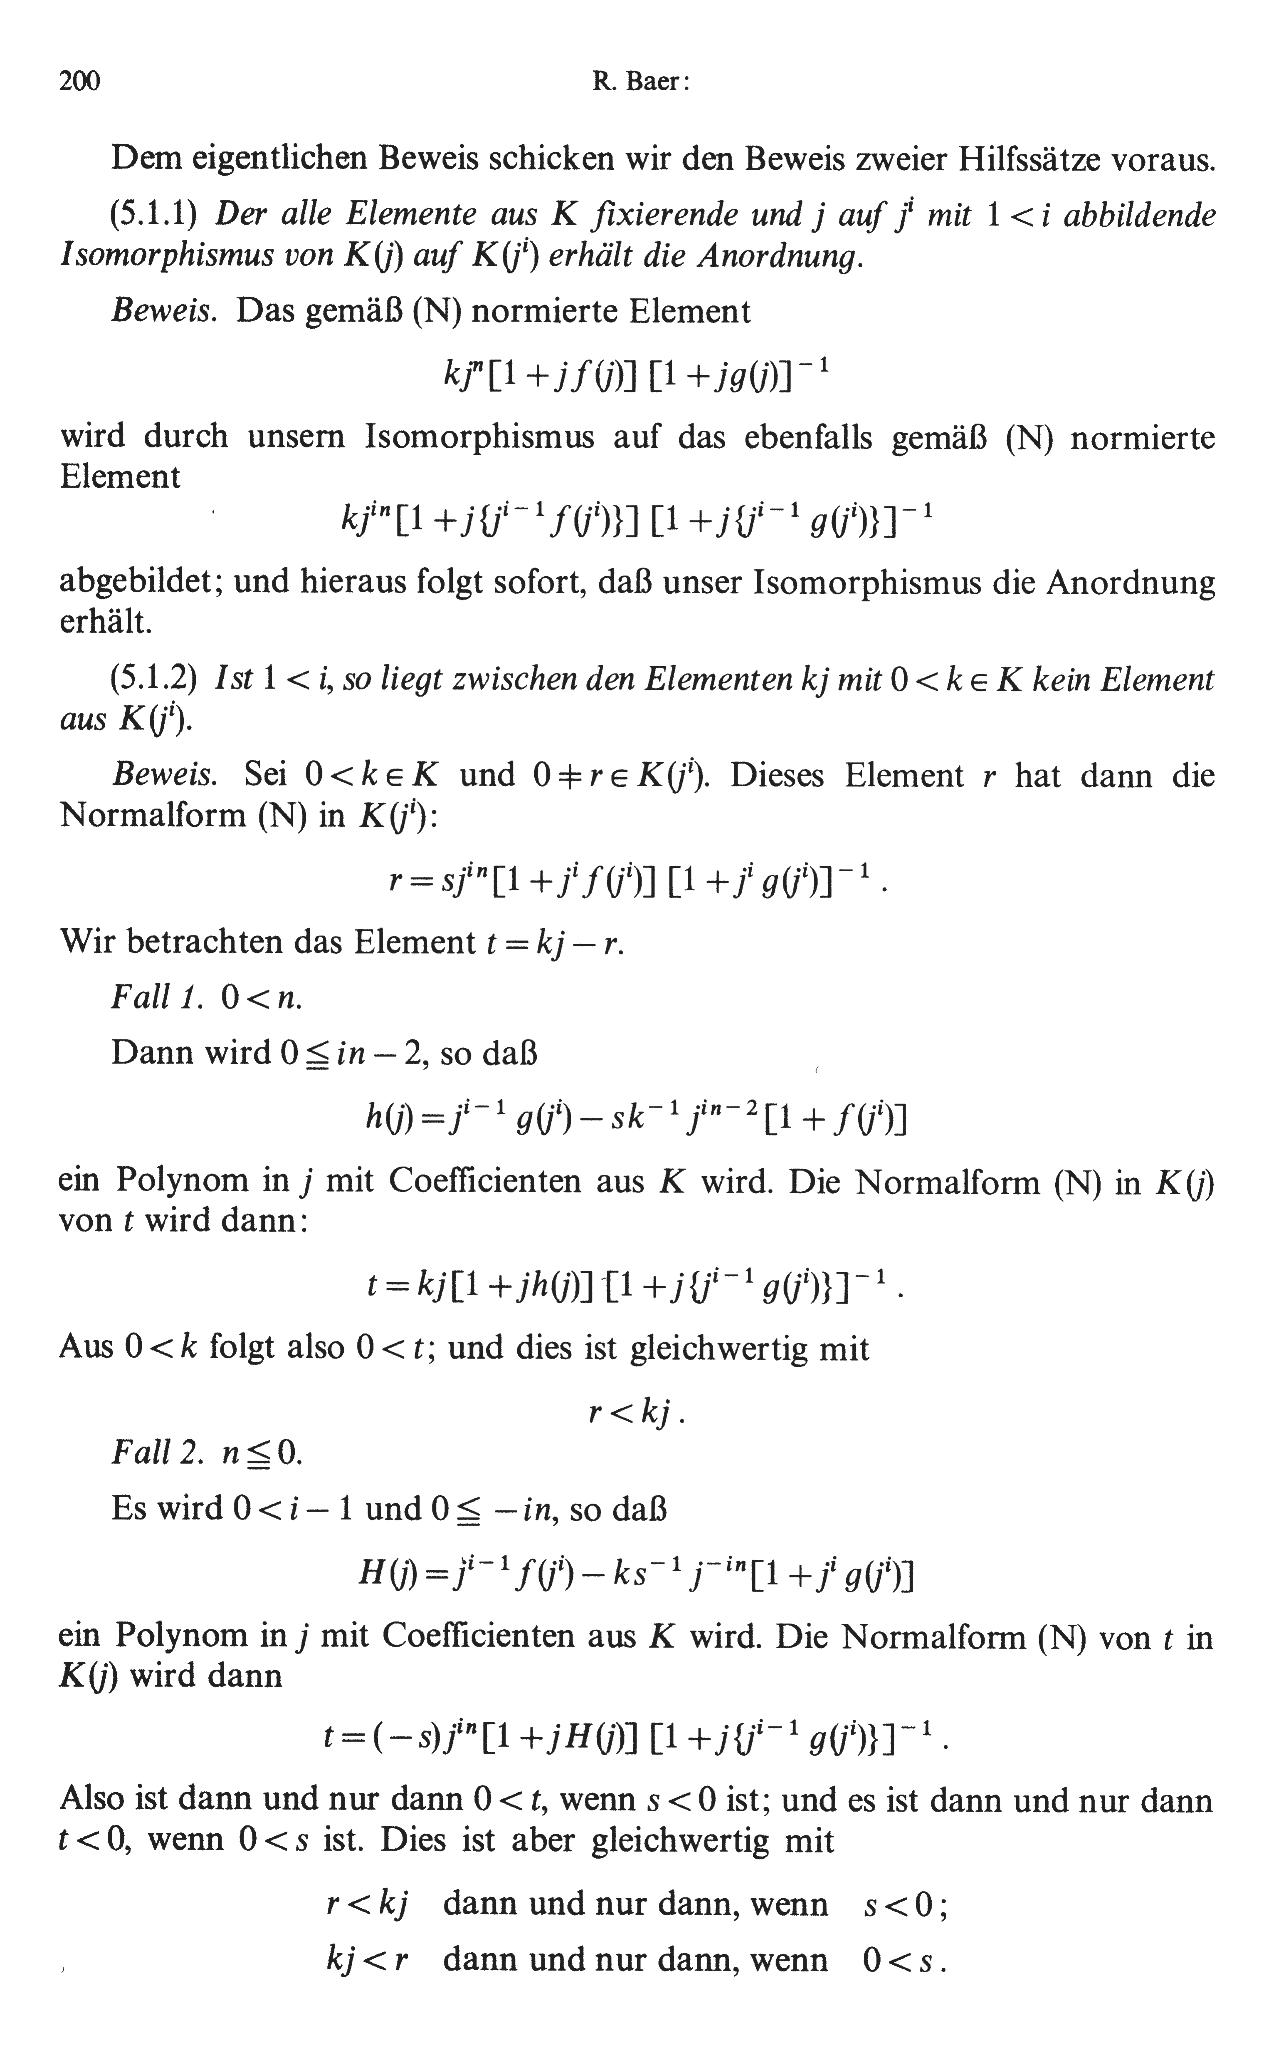 200 R. Baer:
Dem eigentlichen Beweis schicken wir den Beweis zweier Hilfssätze voraus.
(5.1.1) Der alle Elemente aus K fixierende und j auf j^i mit 1 < i abbildende
Isomorphismus von K(j) auf K(j^i) erhält die Anordnung.
Beweis. Das gemäß (N) normierte Element
kj^n[1 + j f(j)] [1 + jg(j)]^{-1}
wird durch unsern Isomorphismus auf das ebenfalls gemäß (N) normierte
Element
kj^{in}[1 + j{j^{i-1} f(j^i)}] [1 + j{j^{i-1} g(j^i)}]^{-1}
abgebildet; und hieraus folgt sofort, daß unser Isomorphismus die Anordnung
erhält.
(5.1.2) Ist 1 < i, so liegt zwischen den Elementen kj mit 0 < k ∈ K kein Element
aus K(j^i).
Beweis. Sei 0 < k ∈ K und 0 ≠ r ∈ K(j^i). Dieses Element r hat dann die
Normalform (N) in K(j^i):
r = sj^{in}[1 + j^i f(j^i)] [1 + j^i g(j^i)]^{-1} .
Wir betrachten das Element t = kj − r.
Fall 1. 0 < n.
Dann wird 0 ≦ in − 2, so daß
h(j) = j^{i-1} g(j^i) − sk^{-1} j^{in-2}[1 + f(j^i)]
ein Polynom in j mit Coefficienten aus K wird. Die Normalform (N) in K(j)
von t wird dann:
t = kj[1 + jh(j)] [1 + j{j^{i-1} g(j^i)}]^{-1} .
Aus 0 < k folgt also 0 < t; und dies ist gleichwertig mit
r < kj .
Fall 2. n ≦ 0.
Es wird 0 < i − 1 und 0 ≦ − in, so daß
H(j) = j^{i-1} f(j^i) − ks^{-1} j^{-in}[1 + j^i g(j^i)]
ein Polynom in j mit Coefficienten aus K wird. Die Normalform (N) von t in
K(j) wird dann
t = (−s)j^{in}[1 + jH(j)] [1 + j{j^{i-1} g(j^i)}]^{-1} .
Also ist dann und nur dann 0 < t, wenn s < 0 ist; und es ist dann und nur dann
t < 0, wenn 0 < s ist. Dies ist aber gleichwertig mit
r < kj dann und nur dann, wenn s < 0 ;
kj < r dann und nur dann, wenn 0 < s .